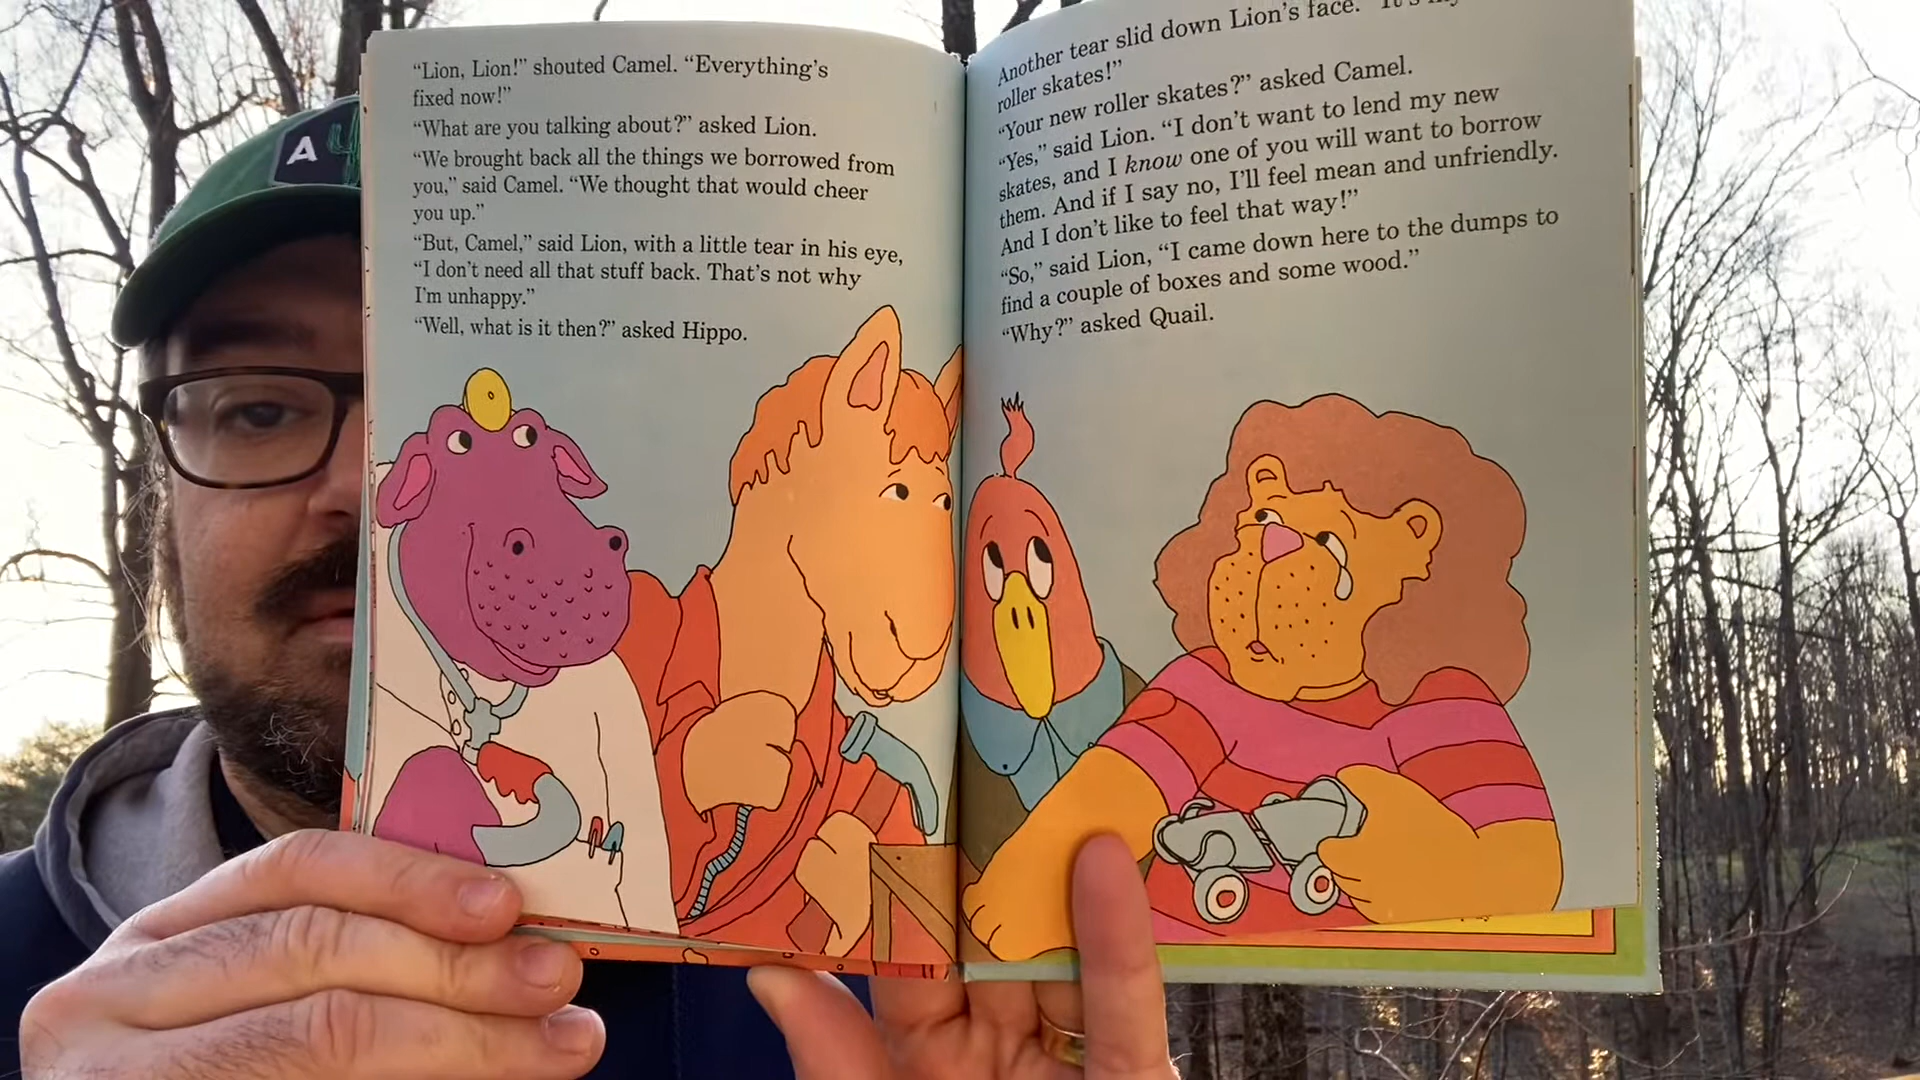 A
“Lion, Lion!” shouted Camel. “Everything’s
fixed now!”
“What are you talking about?” asked Lion.
“We brought back all the things we borrowed from
you,” said Camel. “We thought that would cheer
you up.”
“But, Camel,” said Lion, with a little tear in his eye,
“I don’t need all that stuff back. That’s not why
I’m unhappy.”
“Well, what is it then?” asked Hippo.
Another tear slid down Lion’s face. “It’s my
roller skates!”
“Your new roller skates?” asked Camel.
“Yes,” said Lion. “I don’t want to lend my new
skates, and I know one of you will want to borrow
them. And if I say no, I’ll feel mean and unfriendly.
And I don’t like to feel that way!”
“So,” said Lion, “I came down here to the dumps to
find a couple of boxes and some wood.”
“Why?” asked Quail.